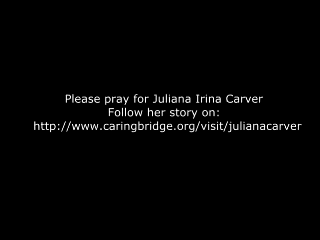 Please pray for Juliana Irina Carver
Follow her story on:
http://www.caringbridge.org/visit/julianacarver